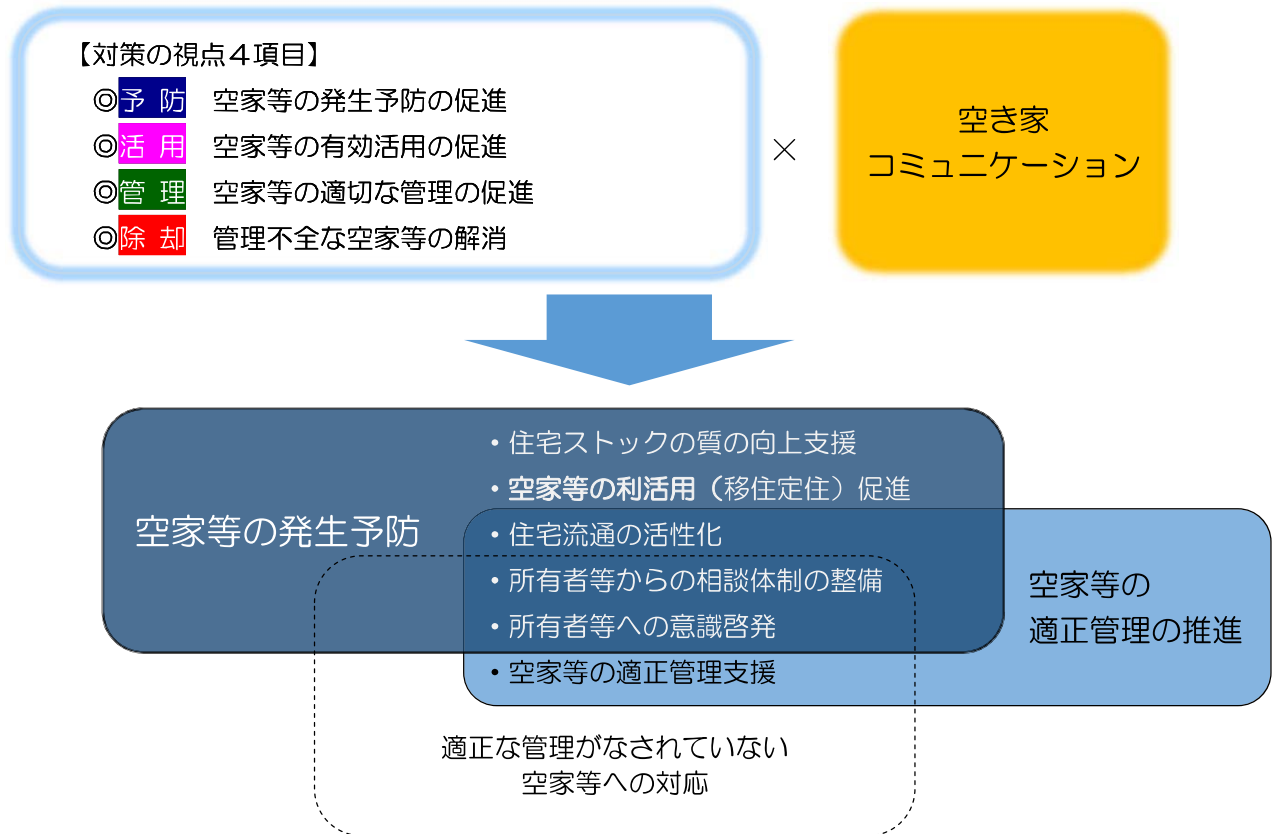 【対策の視点４項目】
◎予 防　空家等の発生予防の促進
◎活 用　空家等の有効活用の促進
◎管 理　空家等の適切な管理の促進
◎除 却　管理不全な空家等の解消
×
空き家
コミュニケーション
空家等の発生予防
・住宅ストックの質の向上支援
・空家等の利活用（移住定住）促進
・住宅流通の活性化
・所有者等からの相談体制の整備
・所有者等への意識啓発
・空家等の適正管理支援
空家等の
適正管理の推進
適正な管理がなされていない
空家等への対応